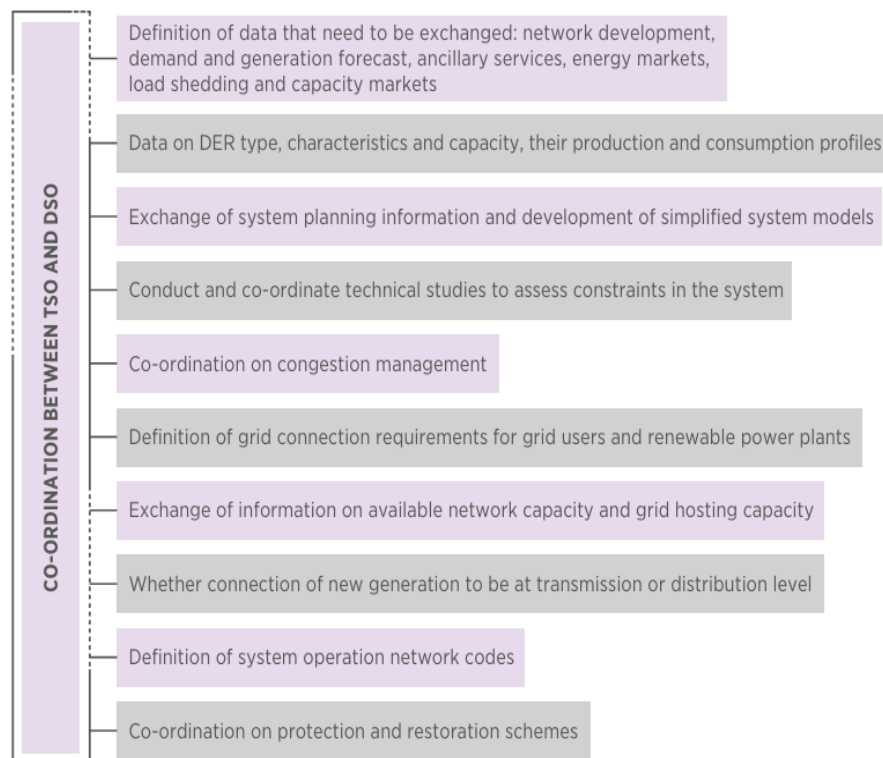 CO-ORDINATION BETWEEN TSO AND DSO
Definition of data that need to be exchanged: network development,
demand and generation forecast, ancillary services, energy markets,
load shedding and capacity markets
Data on DER type, characteristics and capacity, their production and consumption profiles
Exchange of system planning information and development of simplified system models
Conduct and co-ordinate technical studies to assess constraints in the system
Co-ordination on congestion management
Definition of grid connection requirements for grid users and renewable power plants
Exchange of information on available network capacity and grid hosting capacity
Whether connection of new generation to be at transmission or distribution level
Definition of system operation network codes
Co-ordination on protection and restoration schemes